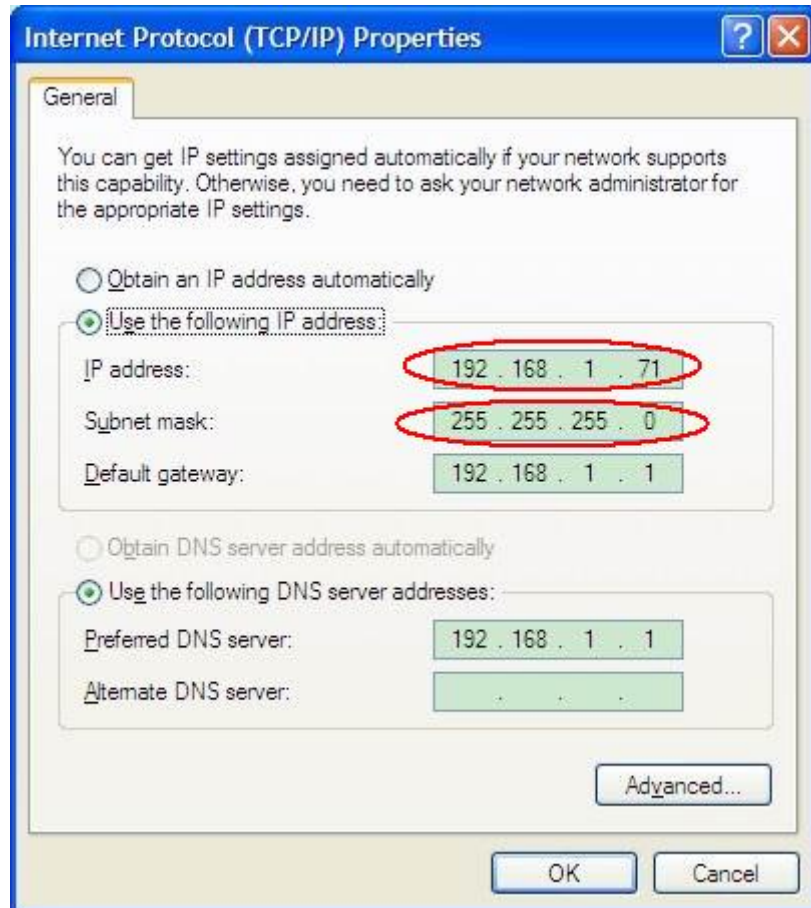 Internet Protocol (TCP/IP) Properties
General
You can get IP settings assigned automatically if your network supports
this capability. Otherwise, you need to ask your network administrator for
the appropriate IP settings.
Obtain an IP address automatically
Use the following IP address:
IP address: 192 . 168 . 1 . 71
Subnet mask: 255 . 255 . 255 . 0
Default gateway: 192 . 168 . 1 . 1
Obtain DNS server address automatically
Use the following DNS server addresses:
Preferred DNS server: 192 . 168 . 1 . 1
Alternate DNS server: . . .
Advanced...
OK Cancel